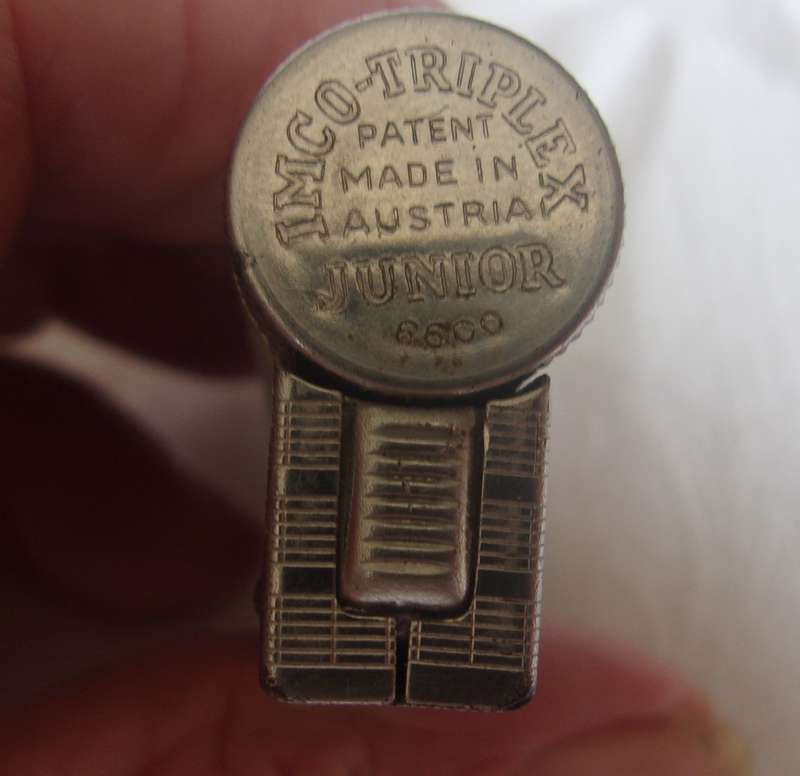 IMCO-TRIPLEX
PATENT
MADE IN
AUSTRIA
JUNIOR
6600